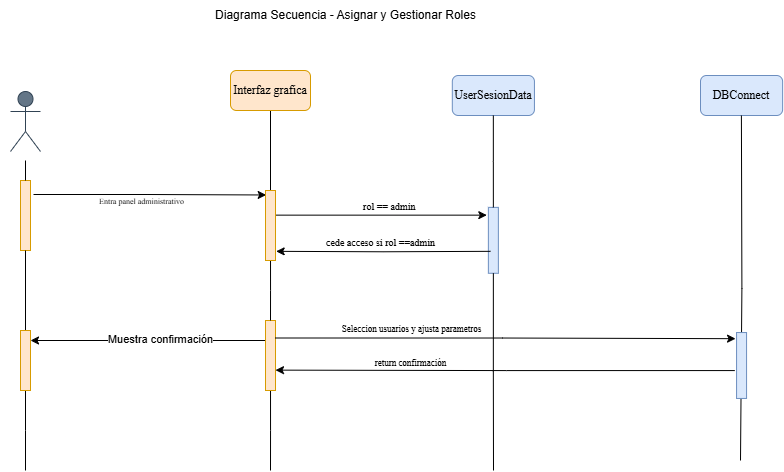 Diagrama Secuencia - Asignar y Gestionar Roles
Interfaz grafica
UserSesionData
DBConnect
Entra panel administrativo
rol == admin
cede acceso si rol ==admin
Seleccion usuarios y ajusta parametros
Muestra confirmación
return confirmación